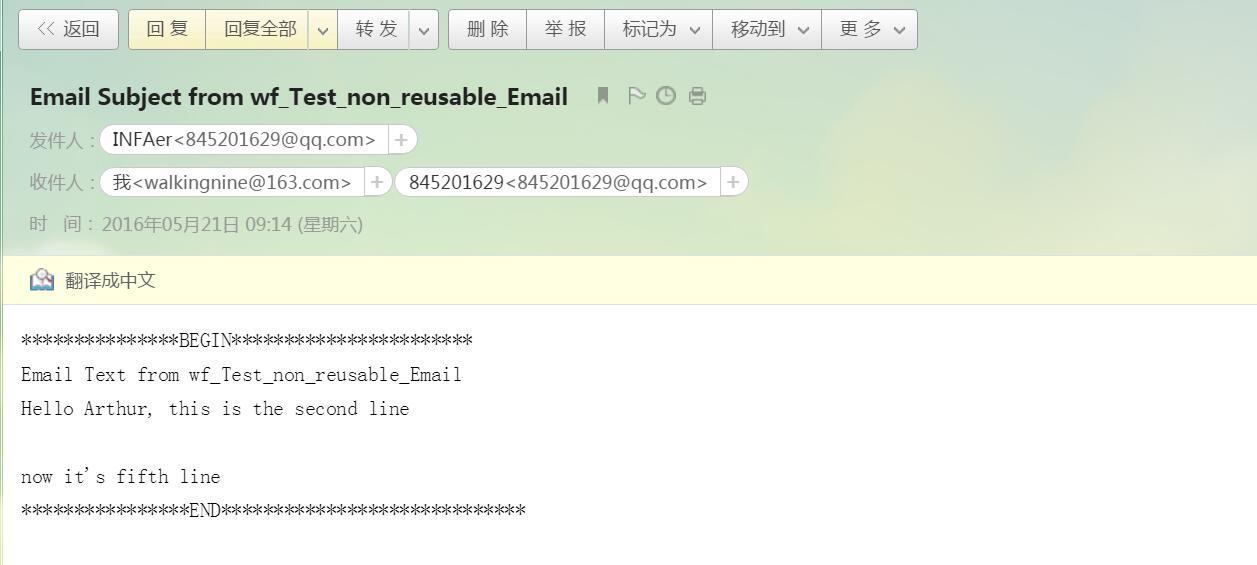 << 返回 回 复 回复全部 转 发 删 除 举 报 标记为 移动到 更 多
Email Subject from wf_Test_non_reusable_Email
发件人： INFAer<845201629@qq.com> +
收件人： 我<walkingnine@163.com> + 845201629<845201629@qq.com> +
时 间： 2016年05月21日 09:14 (星期六)
翻译成中文
***************BEGIN***********************
Email Text from wf_Test_non_reusable_Email
Hello Arthur, this is the second line
now it's fifth line
****************END*****************************